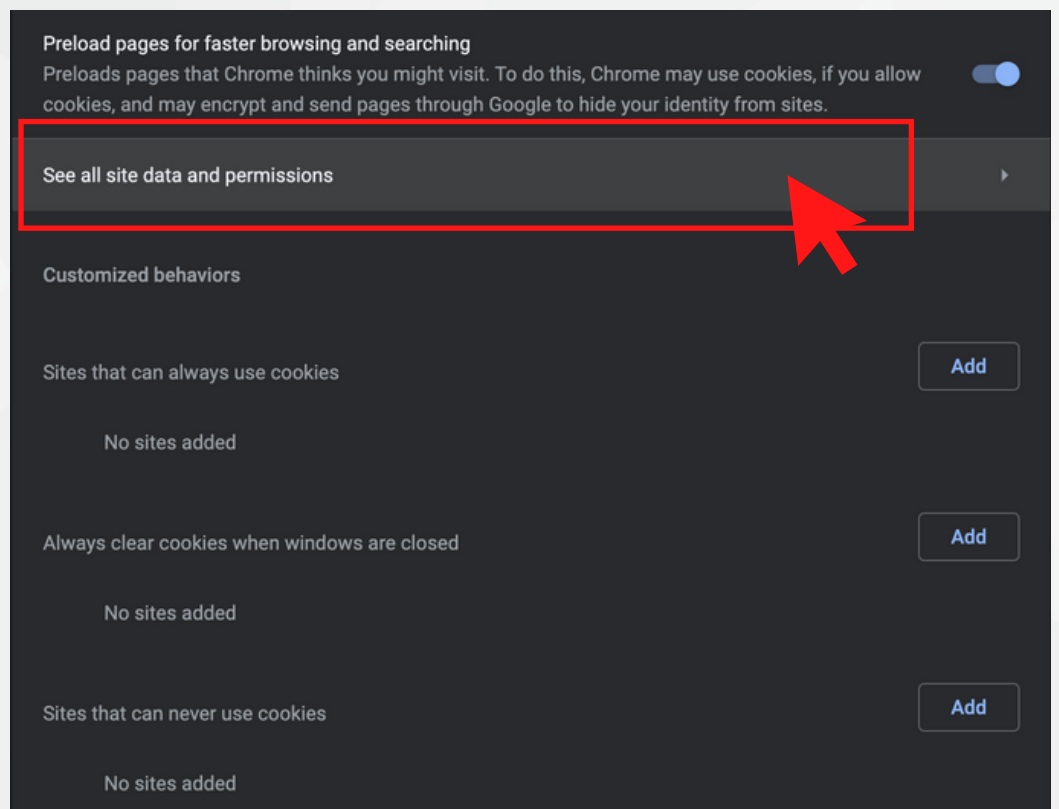 Preload pages for faster browsing and searching
Preloads pages that Chrome thinks you might visit. To do this, Chrome may use cookies, if you allow
cookies, and may encrypt and send pages through Google to hide your identity from sites.
See all site data and permissions
Customized behaviors
Sites that can always use cookies
Add
No sites added
Always clear cookies when windows are closed
Add
No sites added
Sites that can never use cookies
Add
No sites added